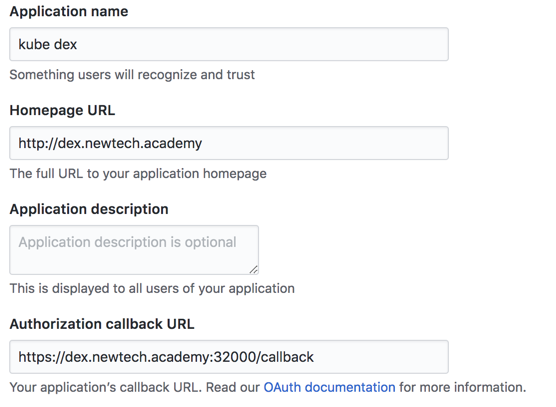 Application name
kube dex
Something users will recognize and trust
Homepage URL
http://dex.newtech.academy
The full URL to your application homepage
Application description
Application description is optional
This is displayed to all users of your application
Authorization callback URL
https://dex.newtech.academy:32000/callback
Your application’s callback URL. Read our OAuth documentation for more information.